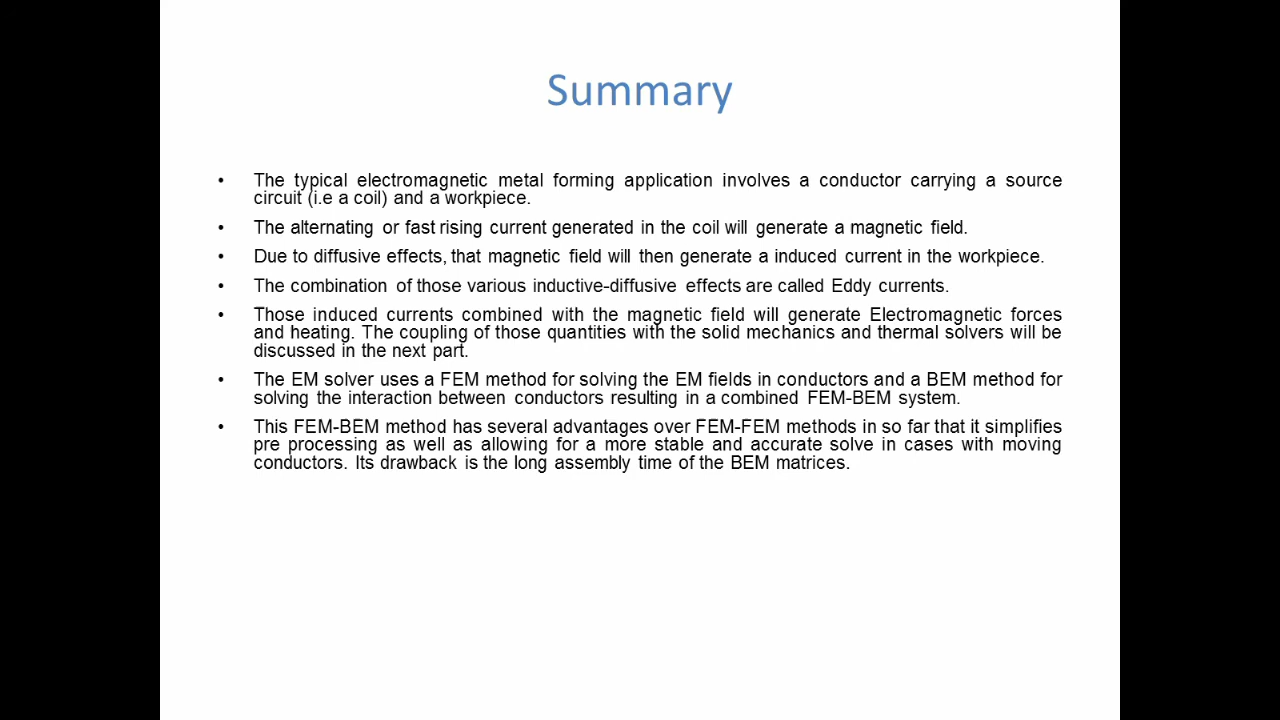 Summary
• The typical electromagnetic metal forming application involves a conductor carrying a source
circuit (i.e a coil) and a workpiece.
• The alternating or fast rising current generated in the coil will generate a magnetic field.
• Due to diffusive effects, that magnetic field will then generate a induced current in the workpiece.
• The combination of those various inductive-diffusive effects are called Eddy currents.
• Those induced currents combined with the magnetic field will generate Electromagnetic forces
and heating. The coupling of those quantities with the solid mechanics and thermal solvers will be
discussed in the next part.
• The EM solver uses a FEM method for solving the EM fields in conductors and a BEM method for
solving the interaction between conductors resulting in a combined FEM-BEM system.
• This FEM-BEM method has several advantages over FEM-FEM methods in so far that it simplifies
pre processing as well as allowing for a more stable and accurate solve in cases with moving
conductors. Its drawback is the long assembly time of the BEM matrices.